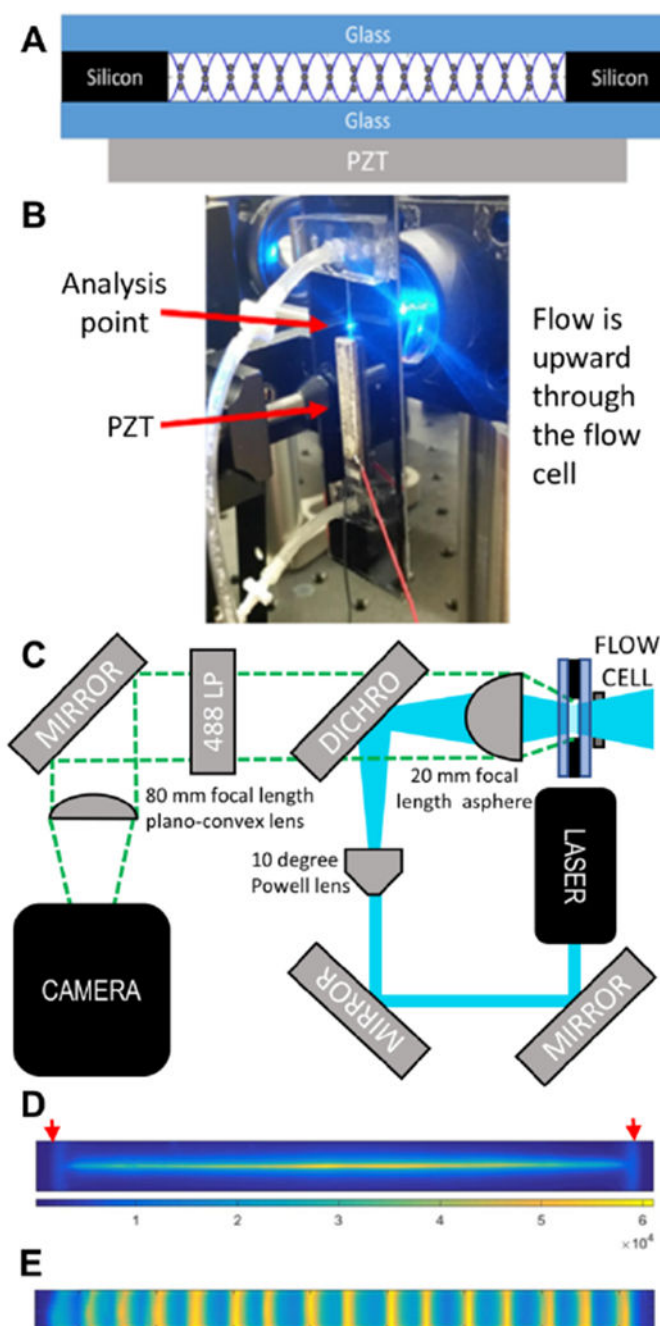 A
Glass
Silicon
Silicon
Glass
PZT
B
Analysis
point
PZT
Flow is
upward
through
the flow
cell
C
MIRROR
488 LP
DICHRO
FLOW
CELL
80 mm focal length
plano-convex lens
20 mm focal
length asphere
10 degree
Powell lens
LASER
CAMERA
MIRROR
MIRROR
D
1
2
3
4
5
6
×10⁴
E